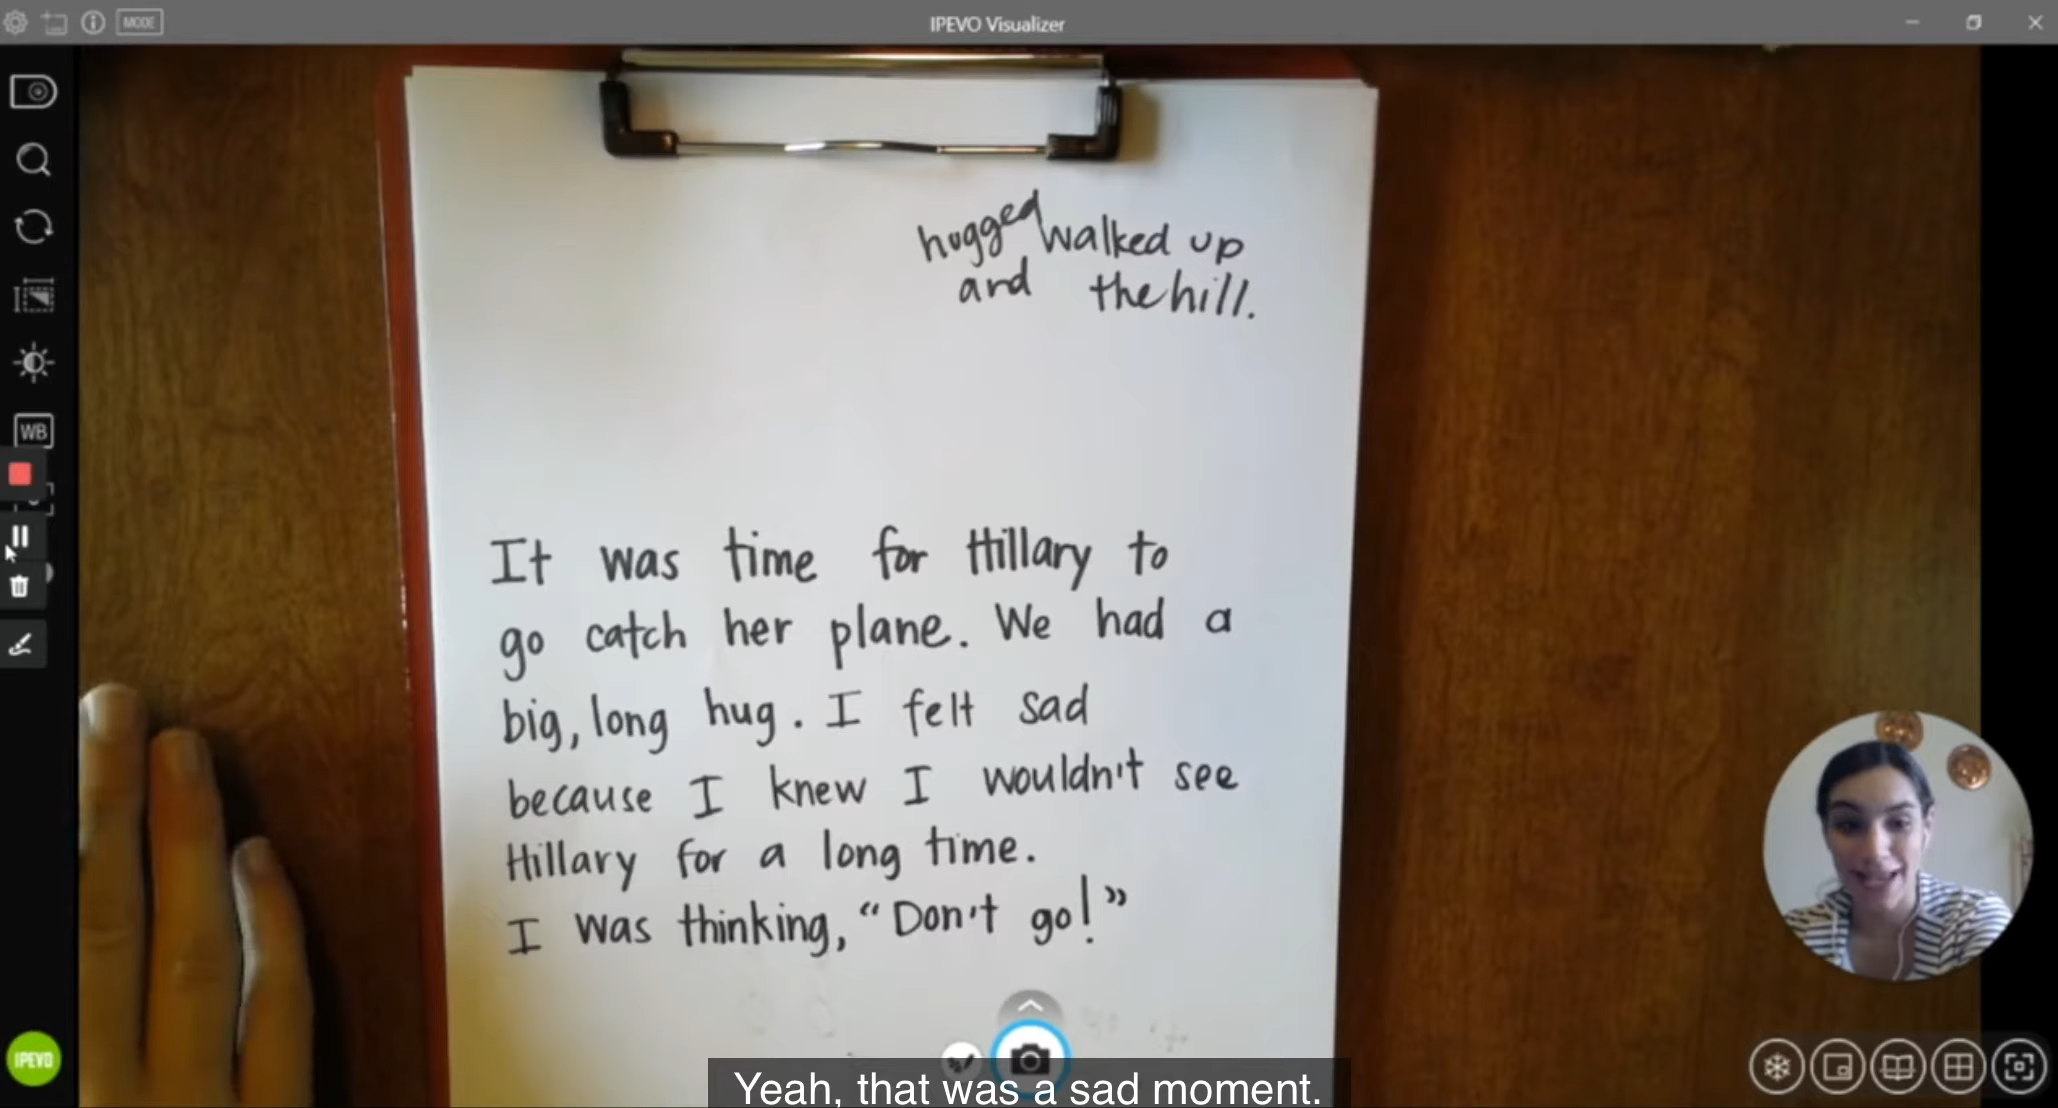 MODE
IPEVO Visualizer
WB
hugged walked up
and the hill.
It was time for Hillary to
go catch her plane. We had a
big, long hug. I felt sad
because I knew I wouldn't see
Hillary for a long time.
I was thinking, "Don't go!"
IPEVO
Yeah, that was a sad moment.